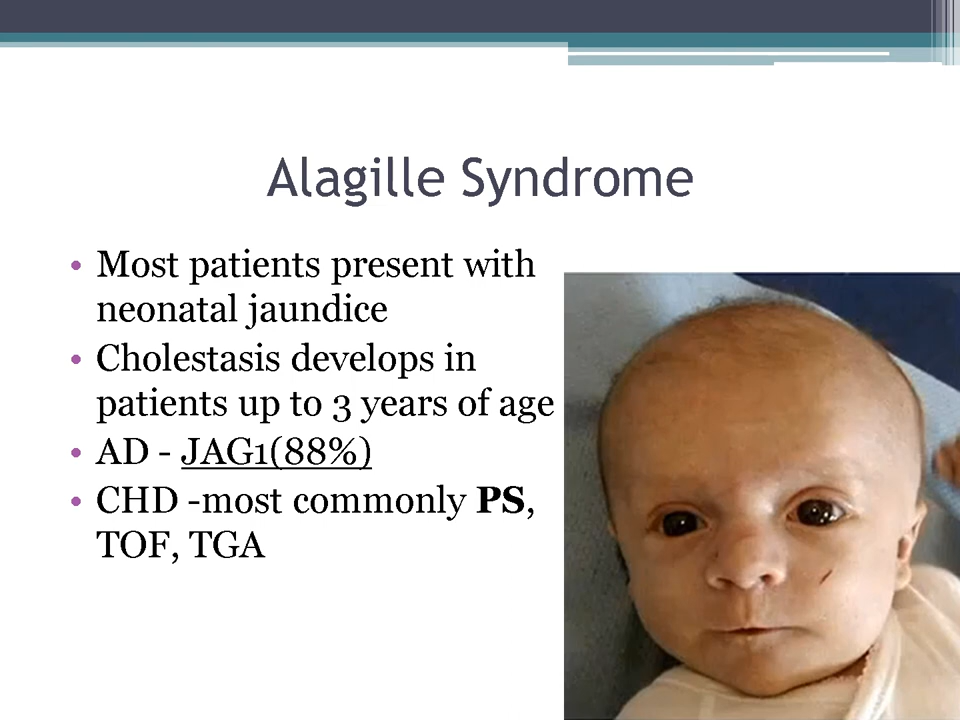 Alagille Syndrome
• Most patients present with
neonatal jaundice
• Cholestasis develops in
patients up to 3 years of age
• AD - JAG1(88%)
• CHD -most commonly PS,
TOF, TGA